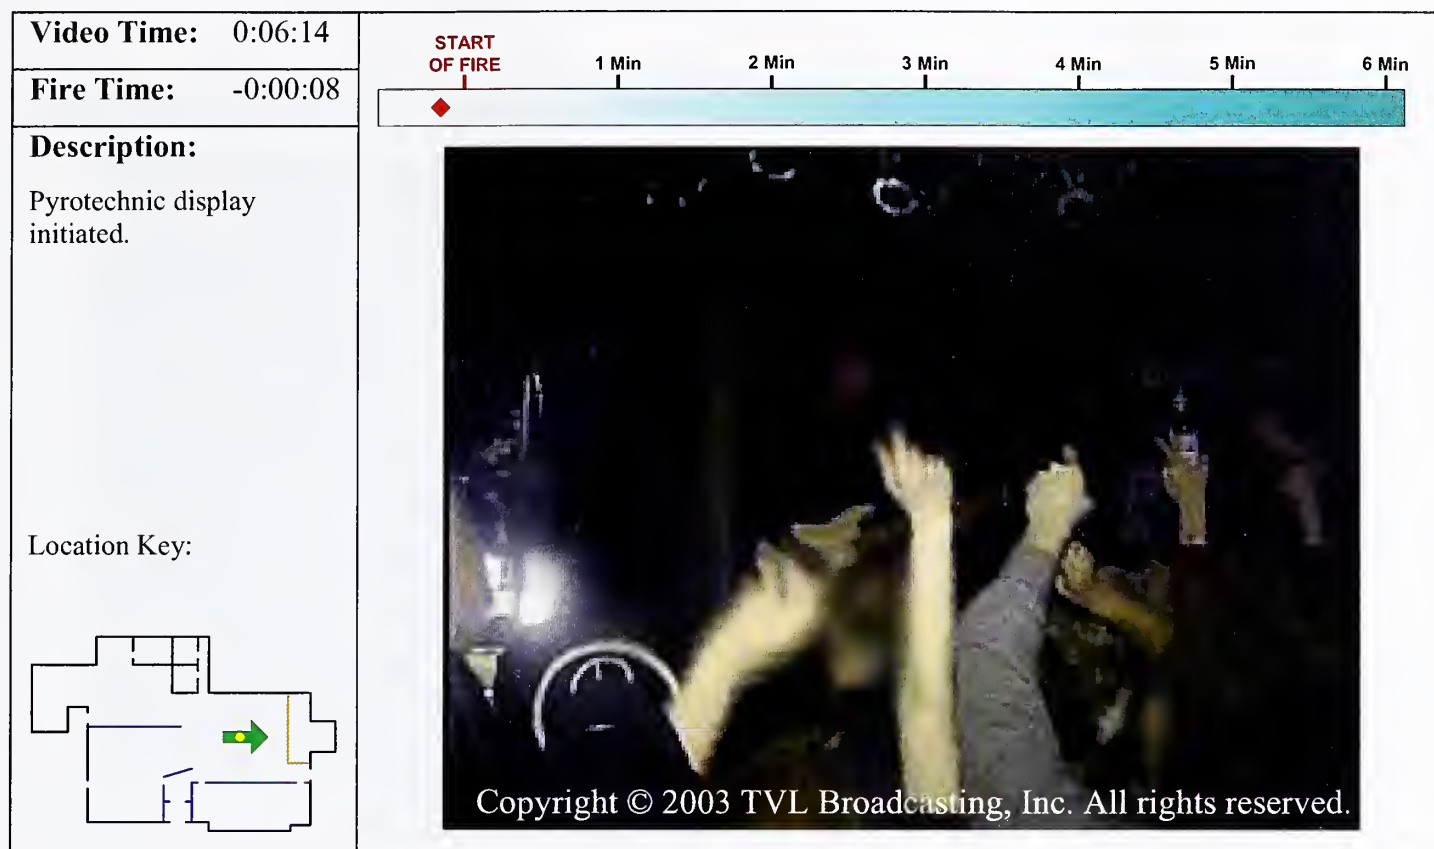 Video Time: 0:06:14
Fire Time: -0:00:08
Description:
Pyrotechnic display
initiated.
Location Key:
START
OF FIRE
1 Min
2 Min
3 Min
4 Min
5 Min
6 Min
Copyright © 2003 TVL Broadcasting, Inc. All rights reserved.